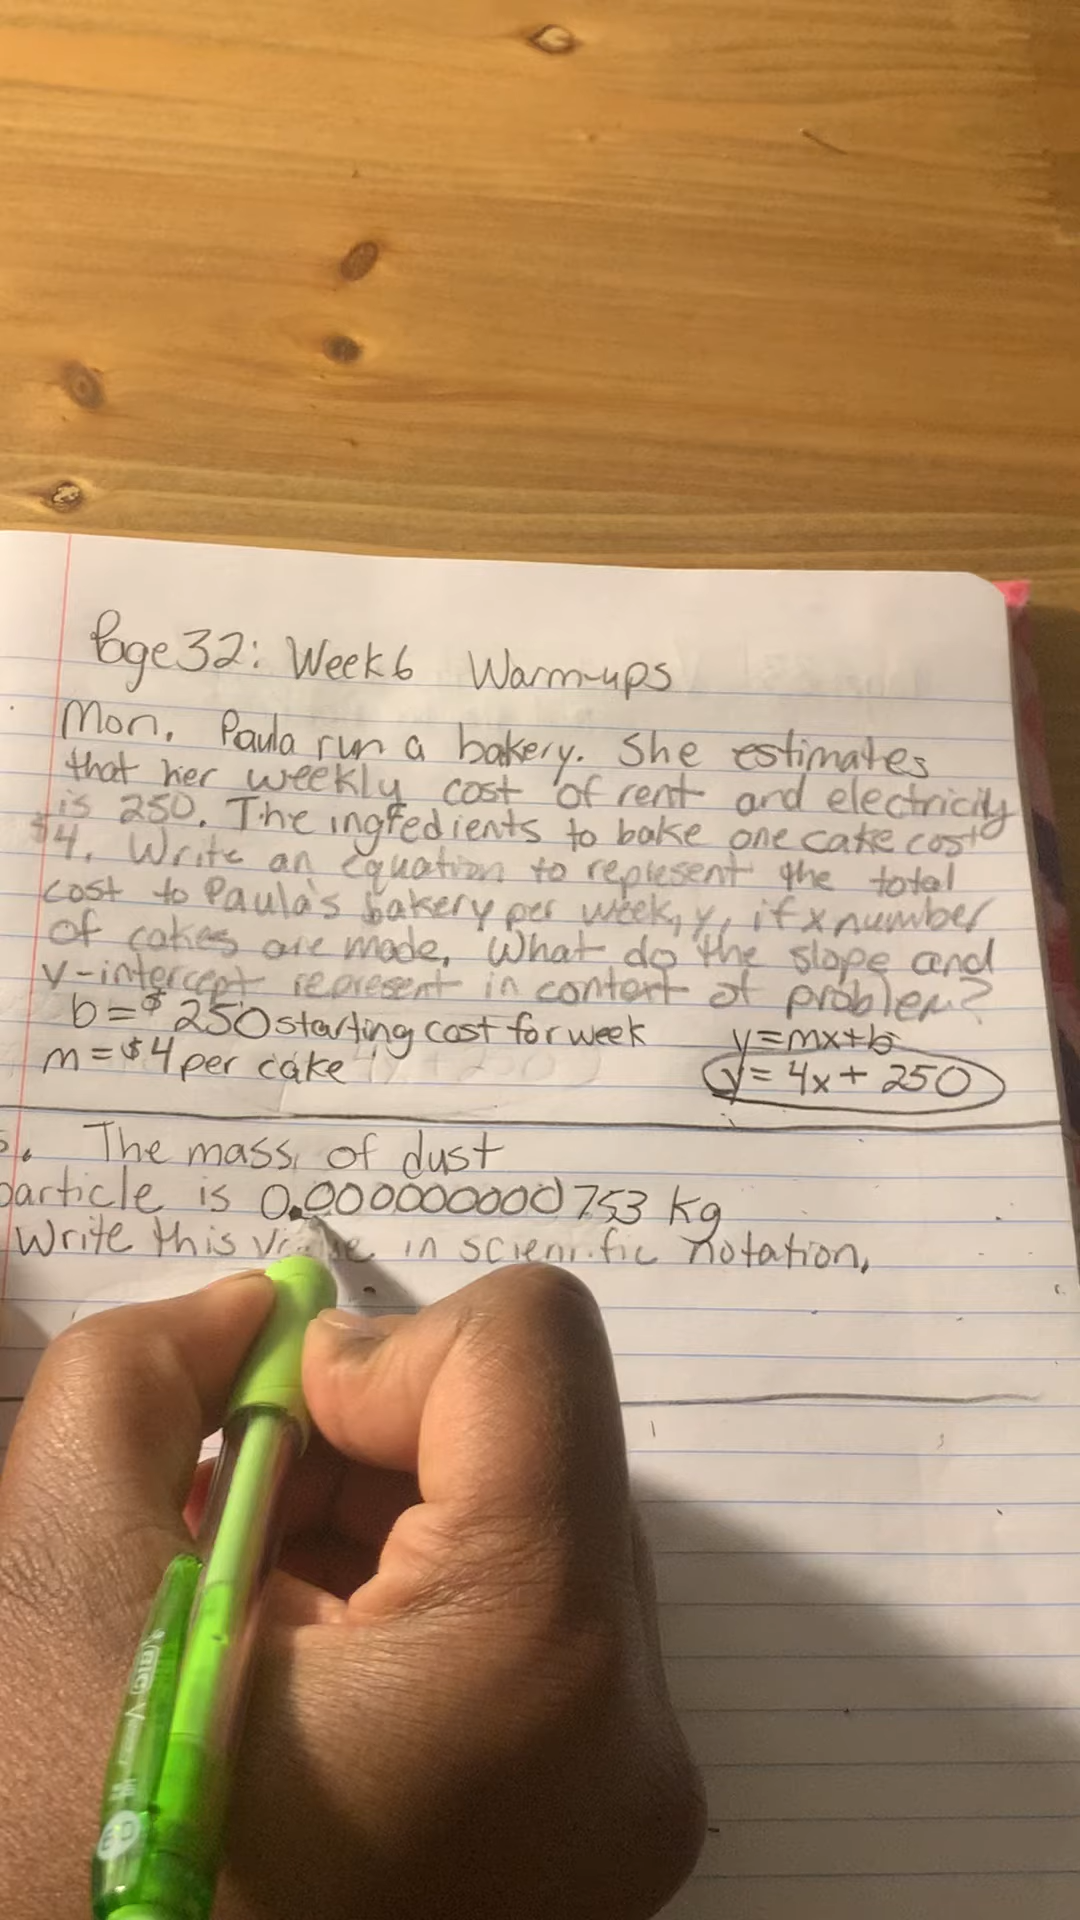 Page 32: Week 6 Warm-ups
Mon. Paula run a bakery. She estimates
that her weekly cost of rent and electricity
is 250. The ingredients to bake one cake cost
$4. Write an equation to represent the total
cost to Paula's bakery per week, y, if x number
of cakes are made. What do the slope and
y-intercept represent in context of problem?
b = $250 starting cost for week
y = mx + b
m = $4 per cake
y = 4x + 250
The mass of dust
particle is 0.000000000753 kg
Write this in scientific notation.
BIC